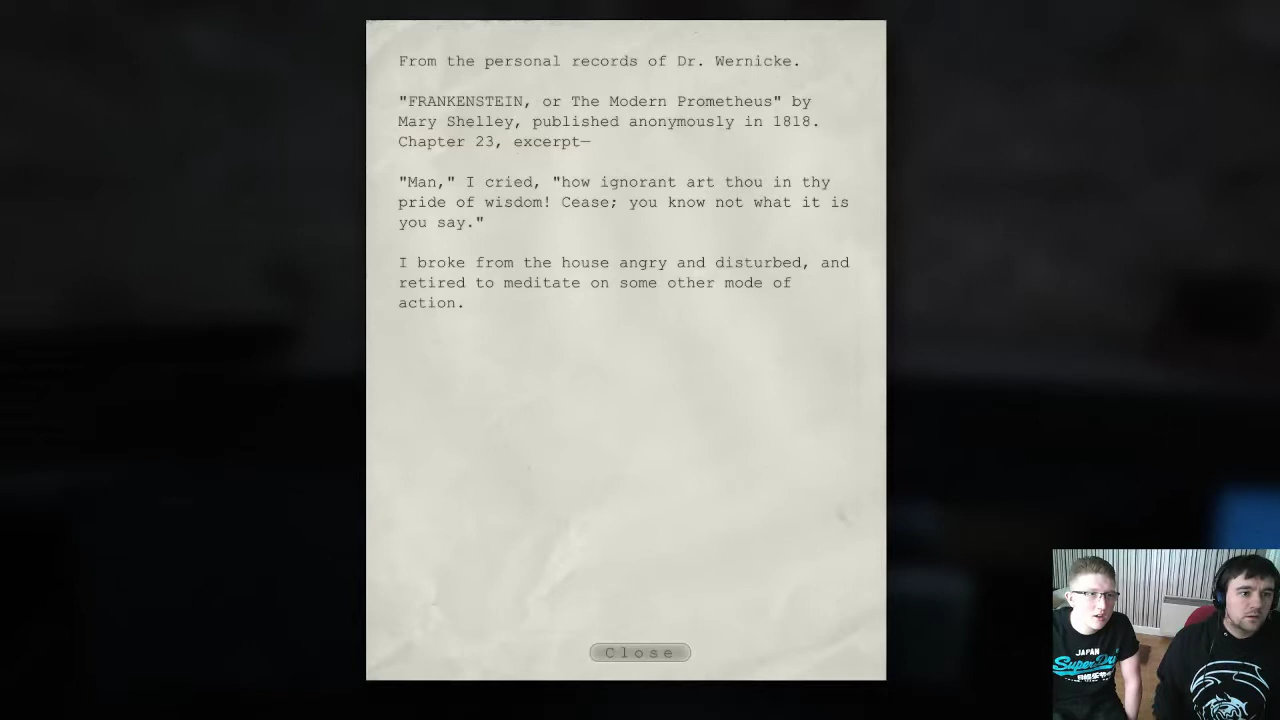 From the personal records of Dr. Wernicke.
"FRANKENSTEIN, or The Modern Prometheus" by
Mary Shelley, published anonymously in 1818.
Chapter 23, excerpt—
"Man," I cried, "how ignorant art thou in thy
pride of wisdom! Cease; you know not what it is
you say."
I broke from the house angry and disturbed, and
retired to meditate on some other mode of
action.
Close
JAPAN